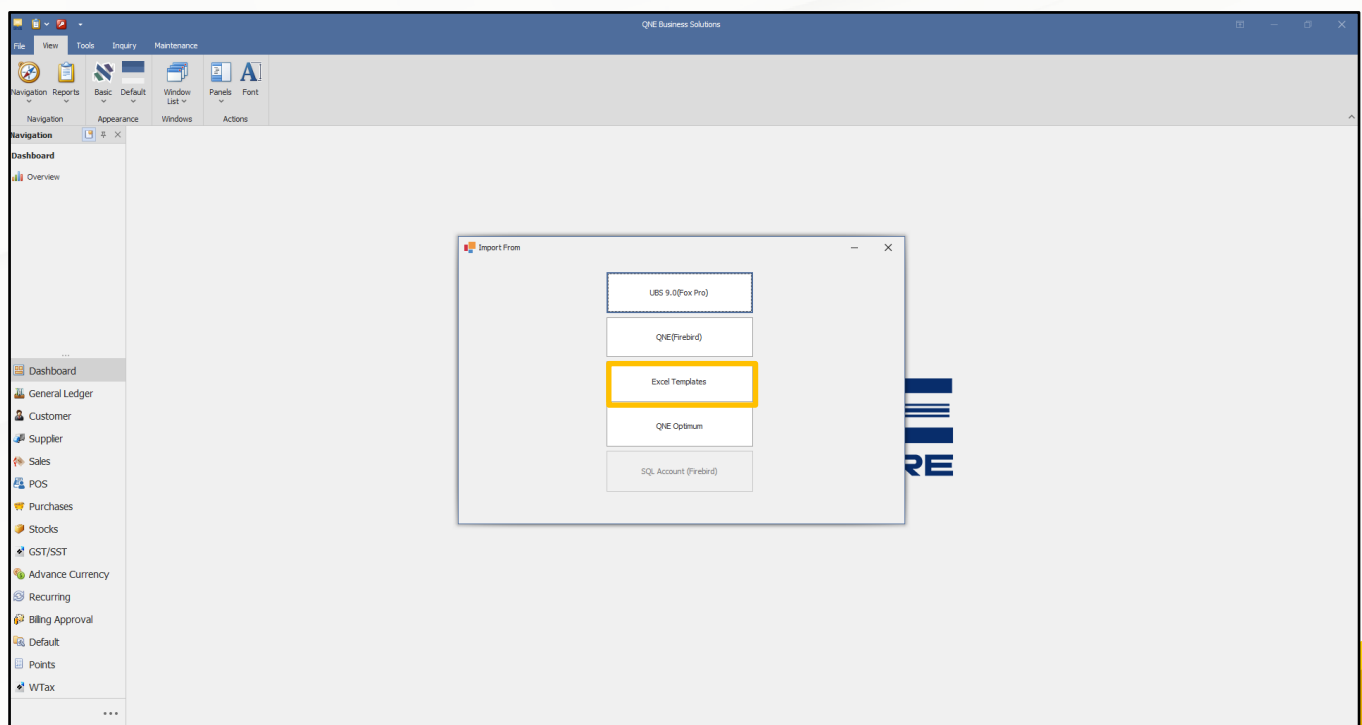 QNE Business Solutions
File View Tools Inquiry Maintenance
Navigation Reports Basic Default Window List Panels Font
Navigation Appearance Windows Actions
Navigation
Dashboard
Overview
Import From
UBS 9.0(Fox Pro)
QNE(Firebird)
Excel Templates
QNE Optimum
SQL Account (Firebird)
RE
Dashboard
General Ledger
Customer
Supplier
Sales
POS
Purchases
Stocks
GST/SST
Advance Currency
Recurring
Billing Approval
Default
Points
WTax